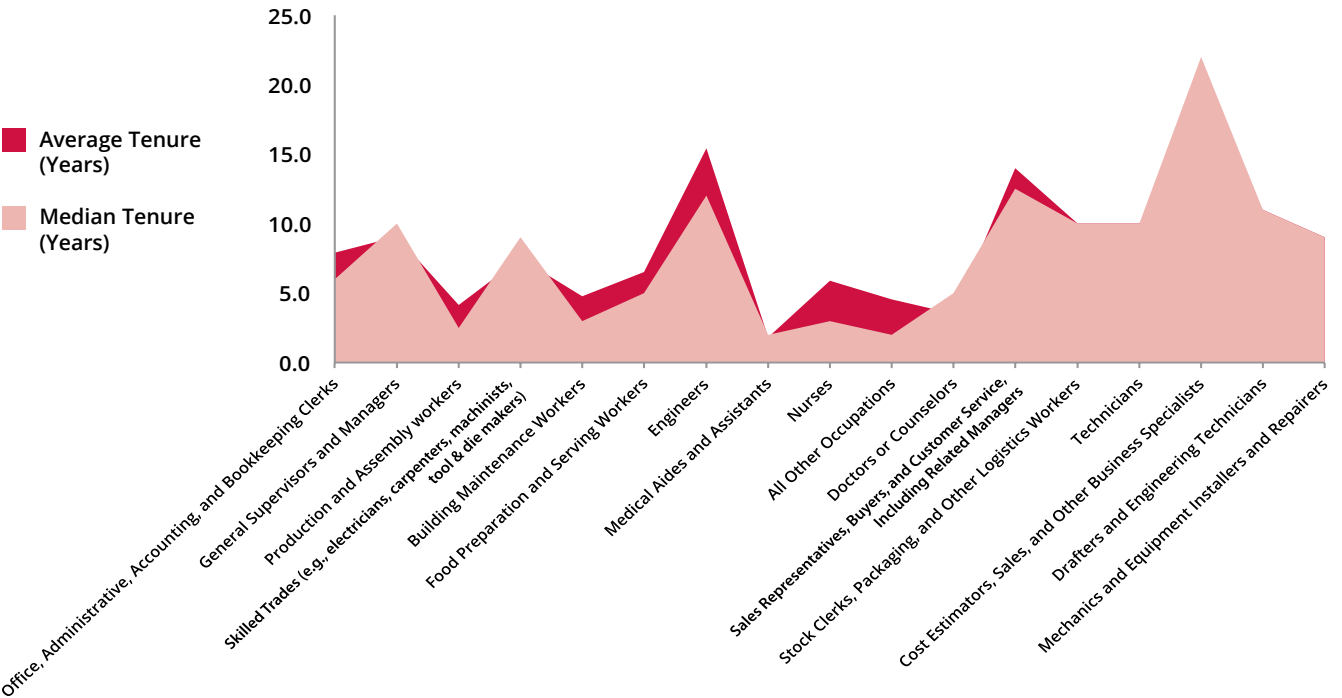 25.0
20.0
15.0
10.0
5.0
0.0
Average Tenure
(Years)
Median Tenure
(Years)
Office, Administrative, Accounting, and Bookkeeping Clerks
General Supervisors and Managers
Production and Assembly workers
Skilled Trades (e.g., electricians, carpenters, machinists,
tool & die makers)
Building Maintenance Workers
Food Preparation and Serving Workers
Engineers
Medical Aides and Assistants
Nurses
All Other Occupations
Doctors or Counselors
Sales Representatives, Buyers, and Customer Service,
Including Related Managers
Stock Clerks, Packaging, and Other Logistics Workers
Technicians
Cost Estimators, Sales, and Other Business Specialists
Drafters and Engineering Technicians
Mechanics and Equipment Installers and Repairers